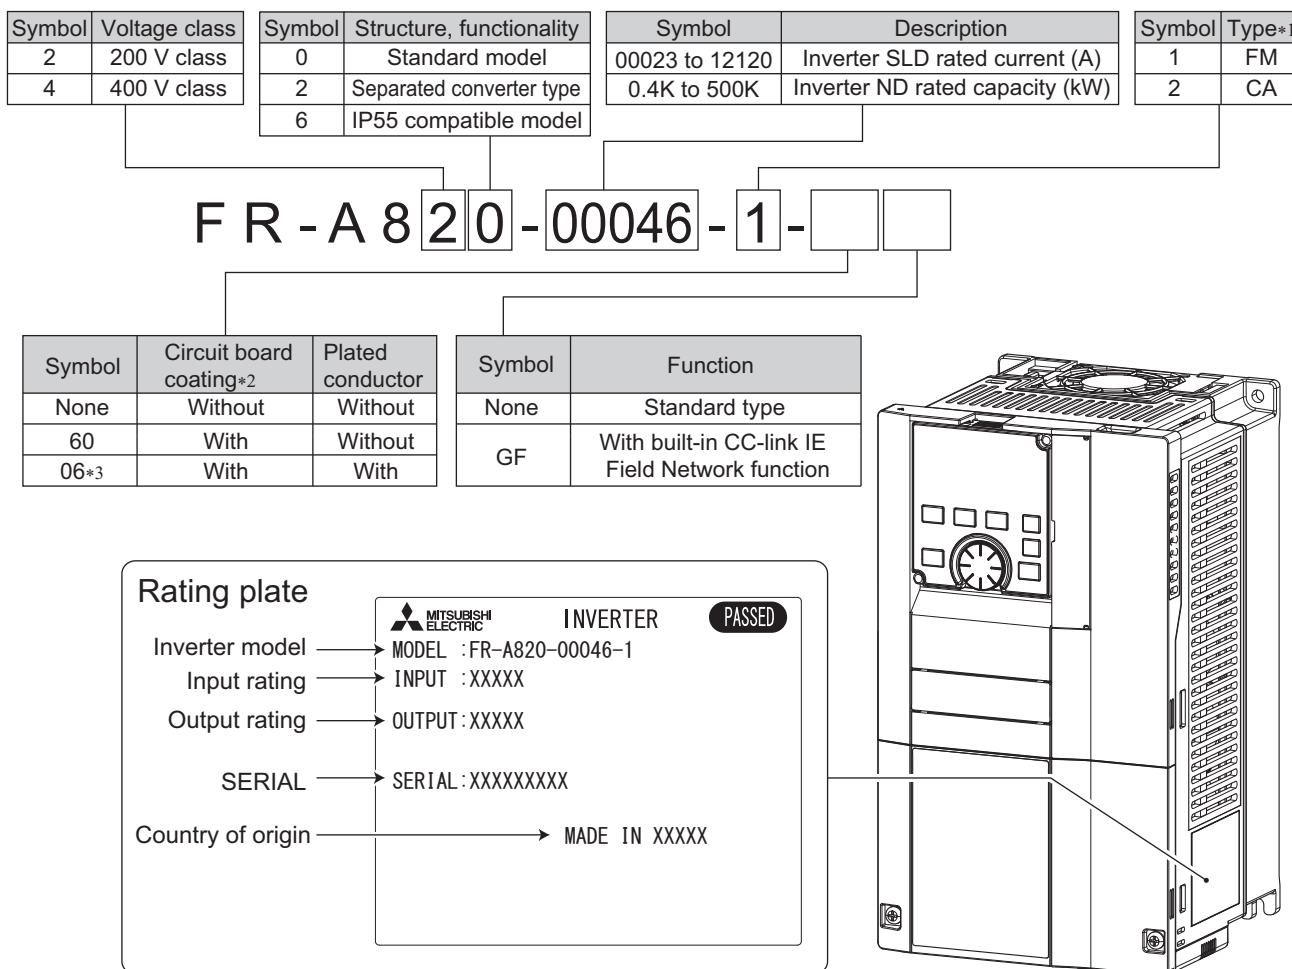 Symbol Voltage class
2 200 V class
4 400 V class
Symbol Structure, functionality
0 Standard model
2 Separated converter type
6 IP55 compatible model
Symbol Description
00023 to 12120 Inverter SLD rated current (A)
0.4K to 500K Inverter ND rated capacity (kW)
Symbol Type*1
1 FM
2 CA
FR-A820-00046-1-
Symbol Circuit board coating*2 Plated conductor
None Without Without
60 With Without
06*3 With With
Symbol Function
None Standard type
GF With built-in CC-link IE
Field Network function
Rating plate
MITSUBISHI
ELECTRIC
INVERTER
PASSED
Inverter model MODEL :FR-A820-00046-1
Input rating INPUT :XXXXX
Output rating OUTPUT:XXXXX
SERIAL SERIAL:XXXXXXXXX
Country of origin MADE IN XXXXX